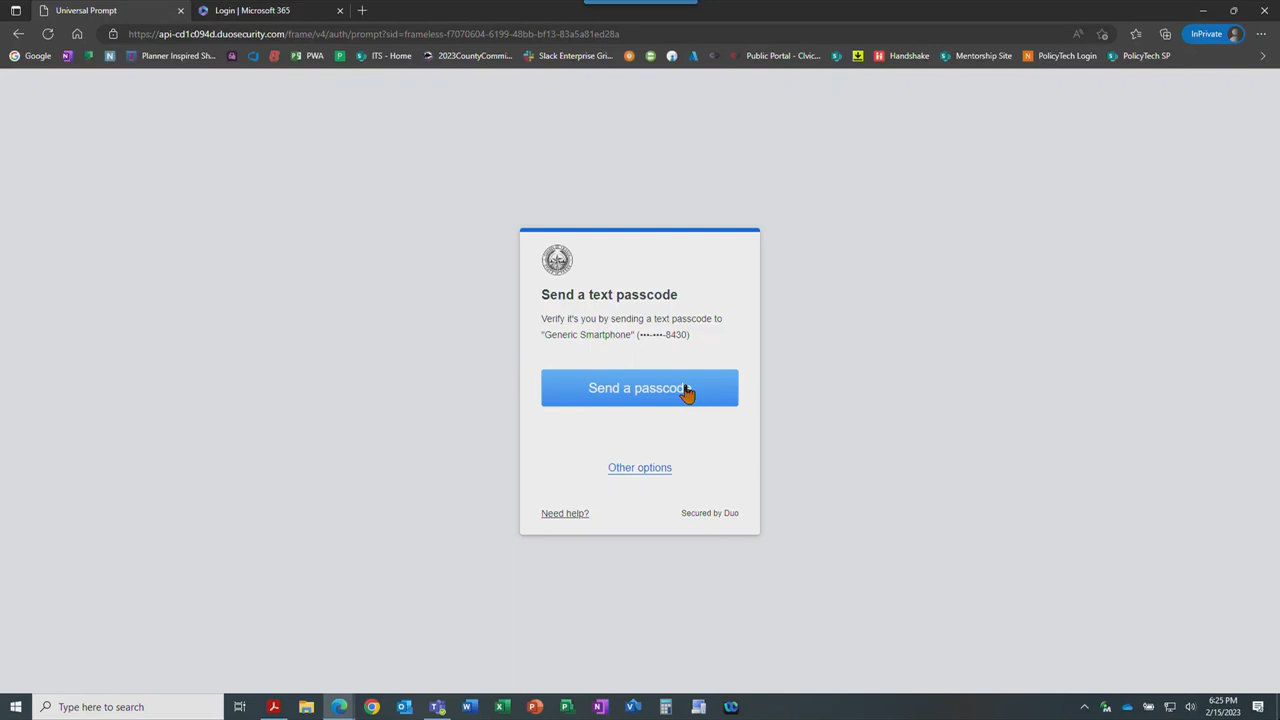 Universal Prompt
Login | Microsoft 365
https://api-cd1c094d.duosecurity.com/frame/v4/auth/prompt?sid=frameless-f7070604-6199-48bb-bf13-83a5a81ed28a
InPrivate
Google
Planner Inspired Sh...
PWA
ITS - Home
2023CountyCommi...
Slack Enterprise Gri...
Public Portal - Civic...
Handshake
Mentorship Site
PolicyTech Login
PolicyTech SP
Send a text passcode
Verify it's you by sending a text passcode to
"Generic Smartphone" (•••-•••-8430)
Send a passcode
Other options
Need help?
Secured by Duo
Type here to search
6:25 PM
2/15/2023